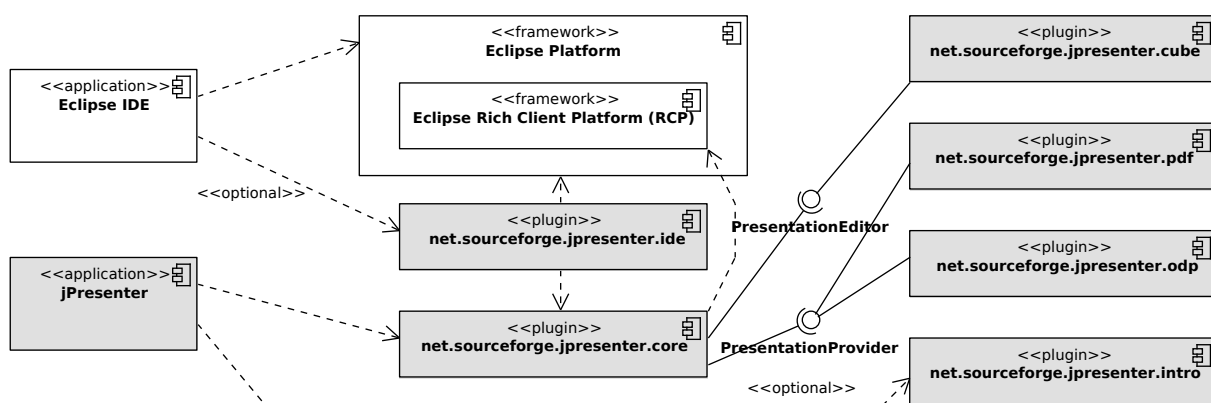 <<framework>>
Eclipse Platform
<<plugin>>
net.sourceforge.jpresenter.cube
<<application>>
Eclipse IDE
<<framework>>
Eclipse Rich Client Platform (RCP)
<<plugin>>
net.sourceforge.jpresenter.pdf
<<optional>>
<<plugin>>
net.sourceforge.jpresenter.ide
PresentationEditor
<<plugin>>
net.sourceforge.jpresenter.odp
<<application>>
jPresenter
<<plugin>>
net.sourceforge.jpresenter.core
PresentationProvider
<<plugin>>
net.sourceforge.jpresenter.intro
<<optional>>